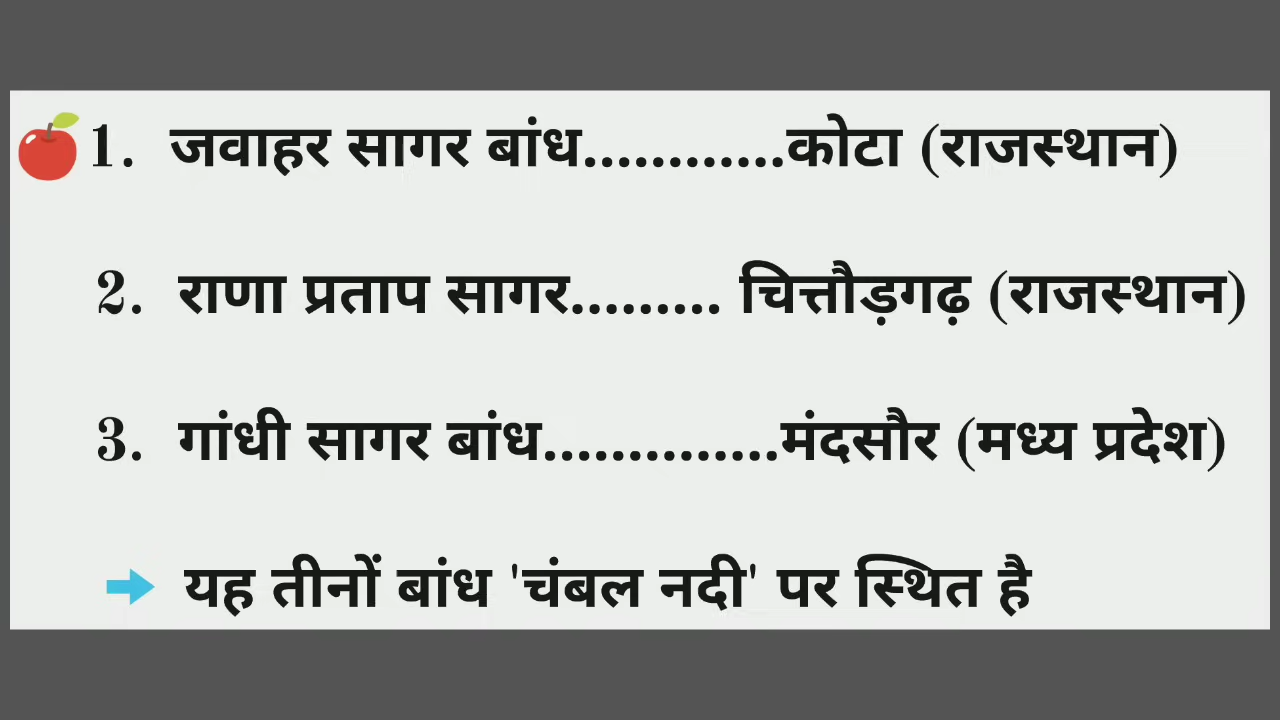 1. जवाहर सागर बांध............कोटा (राजस्थान)
2. राणा प्रताप सागर......... चित्तौड़गढ़ (राजस्थान)
3. गांधी सागर बांध..............मंदसौर (मध्य प्रदेश)
यह तीनों बांध 'चंबल नदी' पर स्थित है